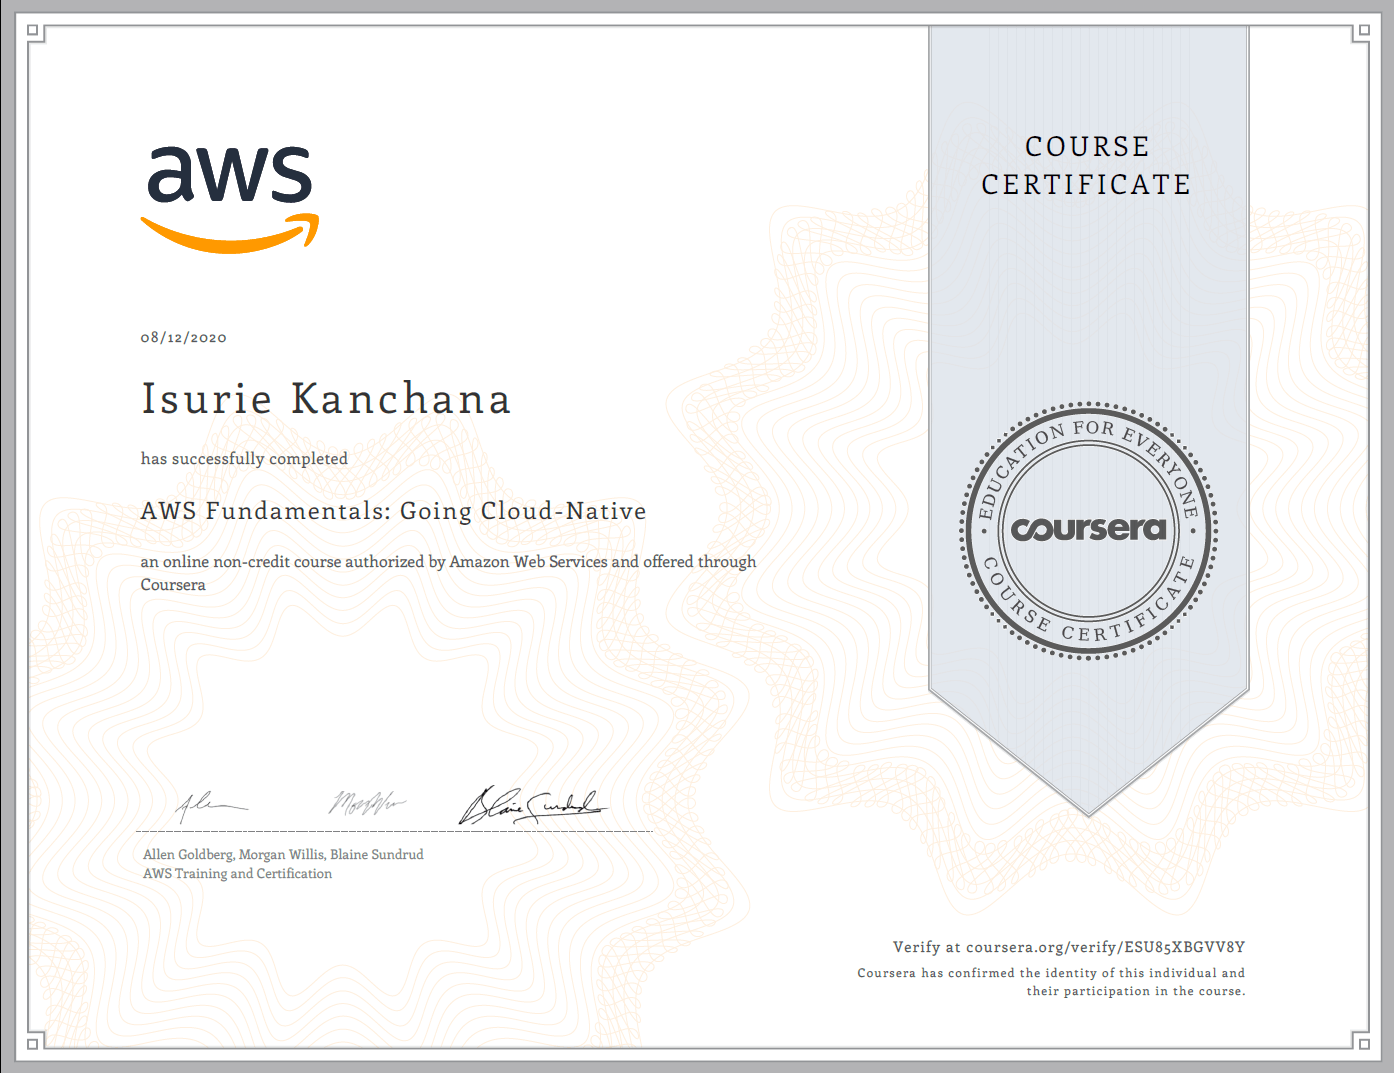 aws
COURSE
CERTIFICATE
08/12/2020
Isurie Kanchana
has successfully completed
AWS Fundamentals: Going Cloud-Native
an online non-credit course authorized by Amazon Web Services and offered through
Coursera
EDUCATION FOR EVERYONE
coursera
COURSE CERTIFICATE
Allen Goldberg, Morgan Willis, Blaine Sundrud
AWS Training and Certification
Verify at coursera.org/verify/ESU85XBGVV8Y
Coursera has confirmed the identity of this individual and
their participation in the course.